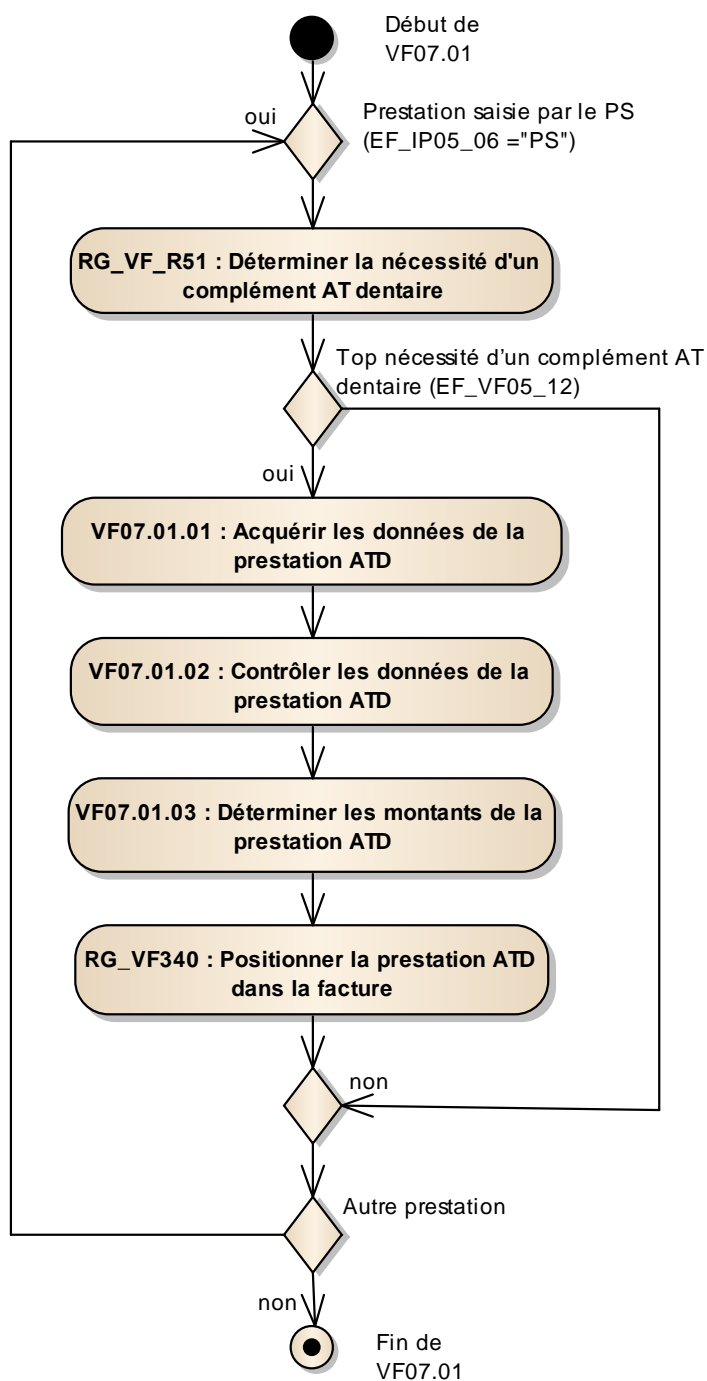 Début de
VF07.01
oui
Prestation saisie par le PS
(EF_IP05_06 ="PS")
RG_VF_R51 : Déterminer la nécessité d'un
complément AT dentaire
Top nécessité d’un complément AT
dentaire (EF_VF05_12)
oui
VF07.01.01 : Acquérir les données de la
prestation ATD
VF07.01.02 : Contrôler les données de la
prestation ATD
VF07.01.03 : Déterminer les montants de la
prestation ATD
RG_VF340 : Positionner la prestation ATD
dans la facture
non
Autre prestation
non
Fin de
VF07.01